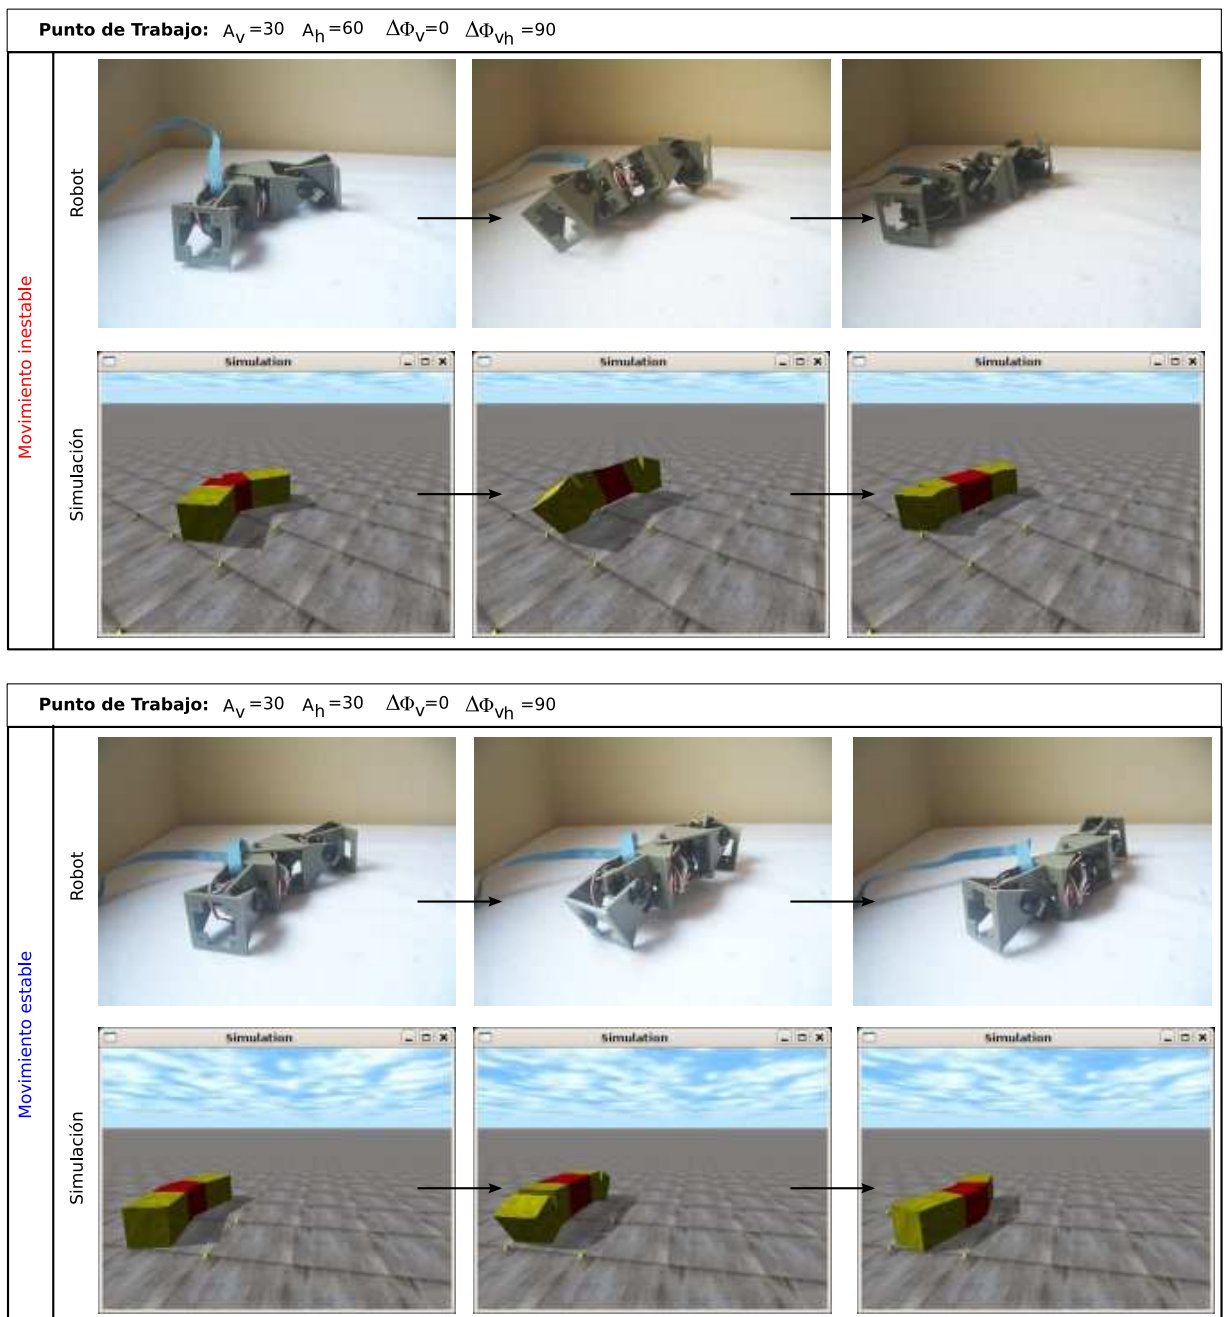 Punto de Trabajo: Av=30 Ah=60 ΔΦv=0 ΔΦvh =90
Movimiento inestable
Robot
Simulación
Simulation
Simulation
Simulation
Punto de Trabajo: Av=30 Ah=30 ΔΦv=0 ΔΦvh =90
Movimiento estable
Robot
Simulación
Simulation
Simulation
Simulation